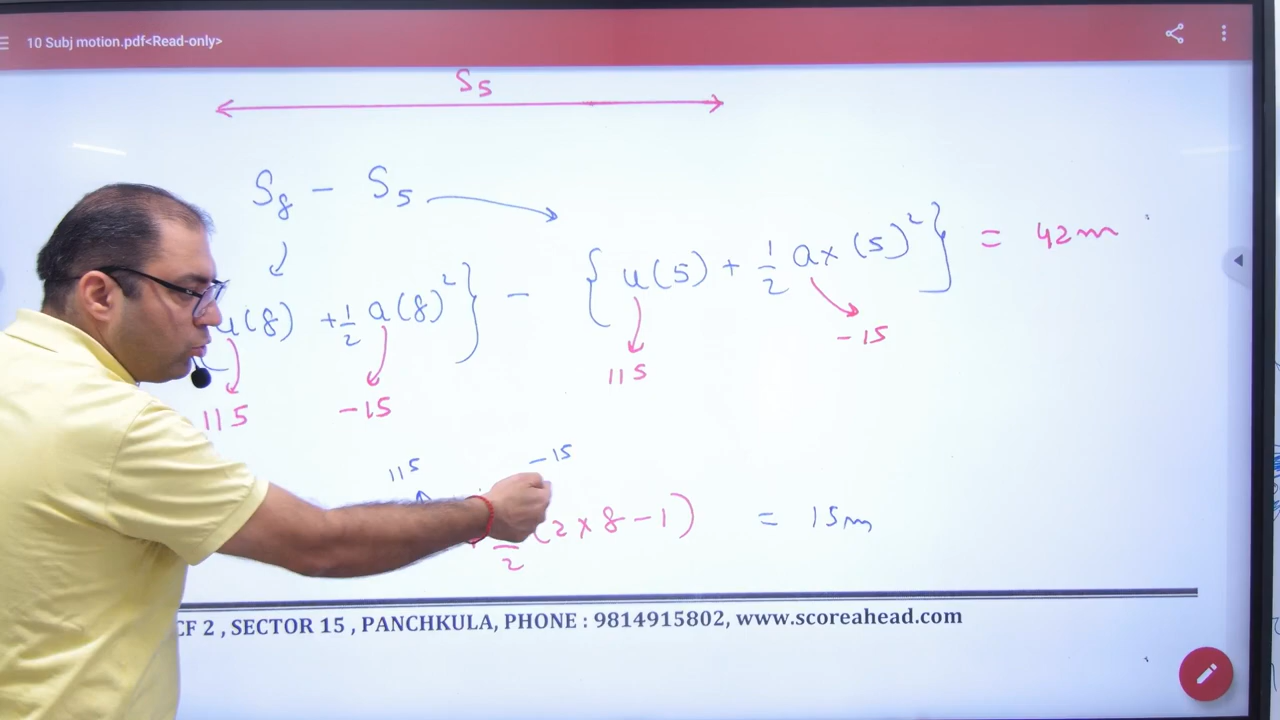 10 Subj motion.pdf<Read-only>
S₅
S₈ - S₅
{u(5) + 1/2 a×(5)²} = 42m
u(8) + 1/2 a(8)²} -
115 -15 115 -15
115 -15
2 (2×8-1) = 15m
CF 2 , SECTOR 15 , PANCHKULA, PHONE : 9814915802, www.scoreahead.com